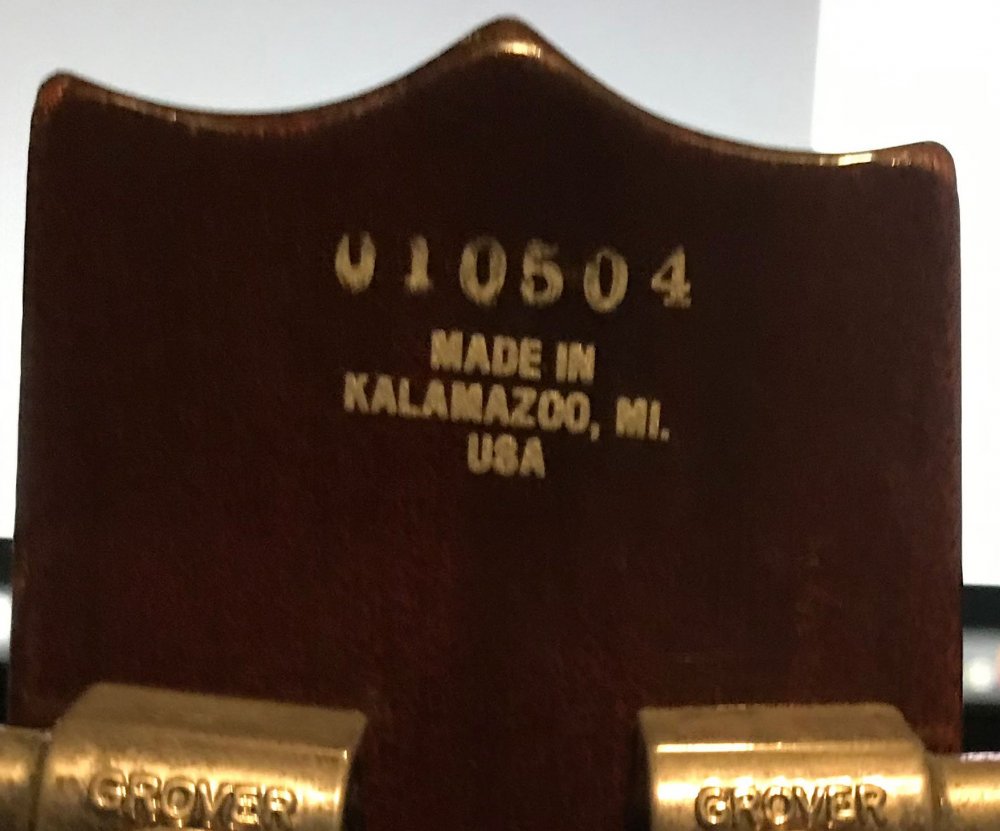 010504
MADE IN
KALAMAZOO, MI.
USA
GROVER
GROVER